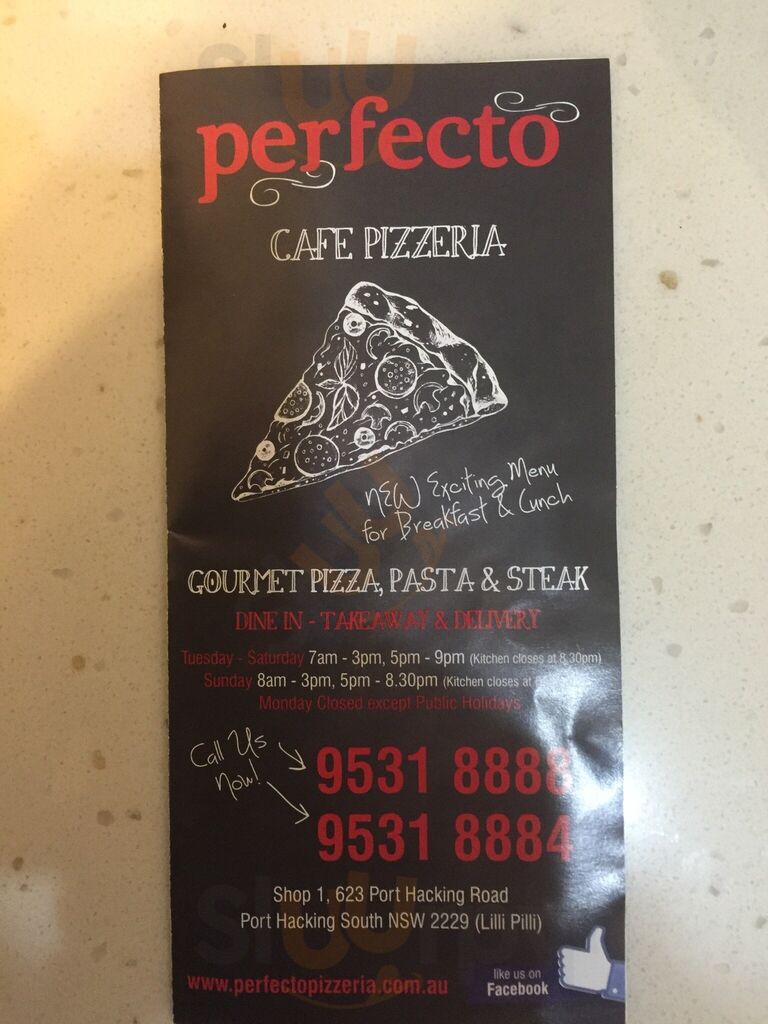 perfecto
CAFE PIZZERIA
NEW Exciting Menu
for Breakfast & Lunch
GOURMET PIZZA, PASTA & STEAK
DINE IN - TAKEAWAY & DELIVERY
Tuesday - Saturday 7am - 3pm, 5pm - 9pm (Kitchen closes at 8.30pm)
Sunday 8am - 3pm, 5pm - 8.30pm (Kitchen closes at
Monday Closed except Public Holidays
Call Us
Now!
9531 8888
9531 8884
Shop 1, 623 Port Hacking Road
Port Hacking South NSW 2229 (Lilli Pilli)
like us on
Facebook
www.perfectopizzeria.com.au